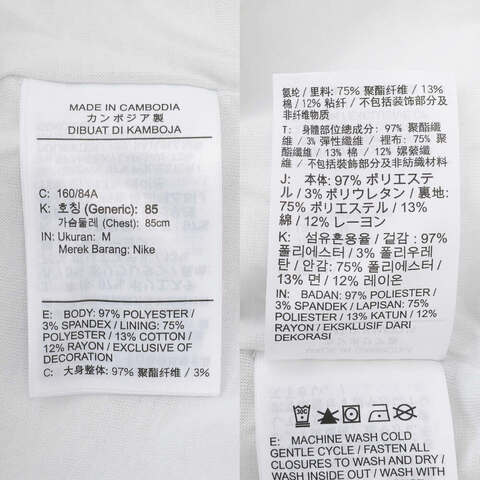 MADE IN CAMBODIA
カンボジア製
DIBUAT DI KAMBOJA
C: 160/84A
K: 호칭 (Generic): 85
가슴둘레 (Chest): 85cm
IN: Ukuran: M
Merek Barang: Nike
E: BODY: 97% POLYESTER /
3% SPANDEX / LINING: 75%
POLYESTER / 13% COTTON /
12% RAYON / EXCLUSIVE OF
DECORATION
C: 大身整体: 97% 聚酯纤维 / 3%
氨纶 / 里料: 75% 聚酯纤维 / 13%
棉 / 12% 粘纤 / 不包括装饰部分及
非纤维物质
T: 身體部位總成分: 97% 聚酯纖
維 / 3% 彈性纖維 / 裡布: 75% 聚
酯纖維 / 13% 棉 / 12% 嫘縈纖
維 / 不包括裝飾部分及非紡織材料
J: 本体: 97% ポリエステ
ル / 3% ポリウレタン / 裏地:
75% ポリエステル / 13%
綿 / 12% レーヨン
K: 섬유혼용율 / 겉감: 97%
폴리에스터 / 3% 폴리우레
탄 / 안감: 75% 폴리에스터 /
13% 면 / 12% 레이온
IN: BADAN: 97% POLIESTER /
3% SPANDEK / LAPISAN: 75%
POLIESTER / 13% KATUN / 12%
RAYON / EKSKLUSIF DARI
DEKORASI
30C
E: MACHINE WASH COLD
GENTLE CYCLE / FASTEN ALL
CLOSURES TO WASH AND DRY /
WASH INSIDE OUT / WASH WITH